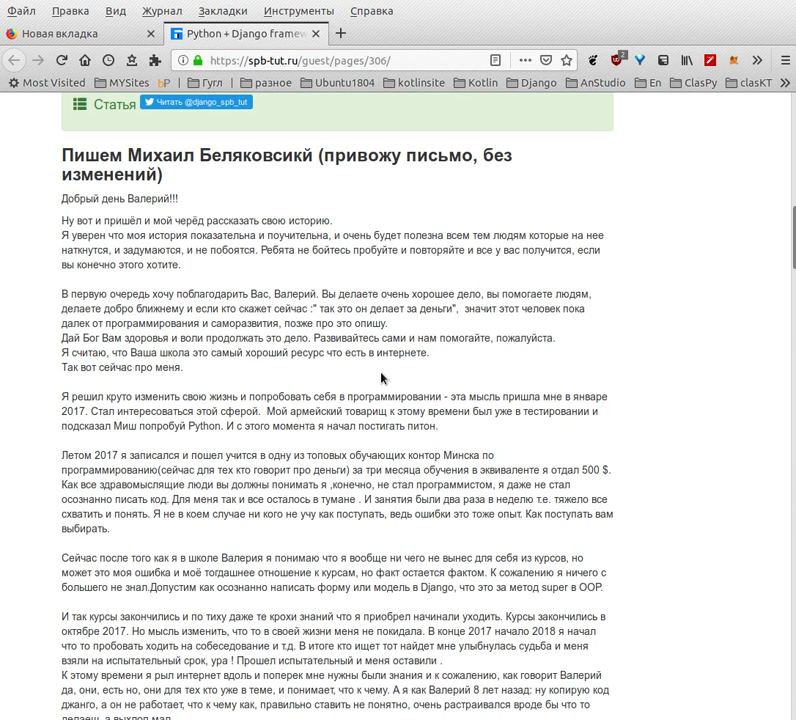 Файл Правка Вид Журнал Закладки Инструменты Справка
Новая вкладка Python + Django framew
https://spb-tut.ru/guest/pages/306/ 2
Most Visited MYSites bP | Гугл | разное Ubuntu1804 kotlinsite Kotlin Django AnStudio En ClasPy clasKT
Статья Читать @django_spb_tut
Пишем Михаил Беляковсикй (привожу письмо, без
изменений)
Добрый день Валерий!!!
Ну вот и пришёл и мой черёд рассказать свою историю.
Я уверен что моя история показательна и поучительна, и очень будет полезна всем тем людям которые на нее
наткнутся, и задумаются, и не побоятся. Ребята не бойтесь пробуйте и повторяйте и все у вас получится, если
вы конечно этого хотите.
В первую очередь хочу поблагодарить Вас, Валерий. Вы делаете очень хорошее дело, вы помогаете людям,
делаете добро ближнему и если кто скажет сейчас :" так это он делает за деньги", значит этот человек пока
далек от программирования и саморазвития, позже про это опишу.
Дай Бог Вам здоровья и воли продолжать это дело. Развивайтесь сами и нам помогайте, пожалуйста.
Я считаю, что Ваша школа это самый хороший ресурс что есть в интернете.
Так вот сейчас про меня.
Я решил круто изменить свою жизнь и попробовать себя в программировании - эта мысль пришла мне в январе
2017. Стал интересоваться этой сферой. Мой армейский товарищ к этому времени был уже в тестировании и
подсказал Миш попробуй Python. И с этого момента я начал постигать питон.
Летом 2017 я записался и пошел учится в одну из топовых обучающих контор Минска по
программированию(сейчас для тех кто говорит про деньги) за три месяца обучения в эквиваленте я отдал 500 $.
Как все здравомыслящие люди вы должны понимать я ,конечно, не стал программистом, я даже не стал
осознанно писать код. Для меня так и все осталось в тумане . И занятия были два раза в неделю т.е. тяжело все
схватить и понять. Я не в коем случае ни кого не учу как поступать, ведь ошибки это тоже опыт. Как поступать вам
выбирать.
Сейчас после того как я в школе Валерия я понимаю что я вообще ни чего не вынес для себя из курсов, но
может это моя ошибка и моё тогдашнее отношение к курсам, но факт остается фактом. К сожалению я ничего с
большего не знал.Допустим как осознанно написать форму или модель в Django, что это за метод super в ООР.
И так курсы закончились и по тиху даже те крохи знаний что я приобрел начинали уходить. Курсы закончились в
октябре 2017. Но мысль изменить, что то в своей жизни меня не покидала. В конце 2017 начало 2018 я начал
что то пробовать ходить на собеседование и т.д. В итоге кто ищет тот найдет мне улыбнулась судьба и меня
взяли на испытательный срок, ура ! Прошел испытательный и меня оставили .
К этому времени я рыл интернет вдоль и поперек мне нужны были знания и к сожалению, как говорит Валерий
да, они, есть но, они для тех кто уже в теме, и понимает, что к чему. А я как Валерий 8 лет назад: ну копирую код
джанго, а он не работает, что к чему как, правильно ставить не понятно, очень растраивался вроде бы что то
делаеш, а выхлоп мал